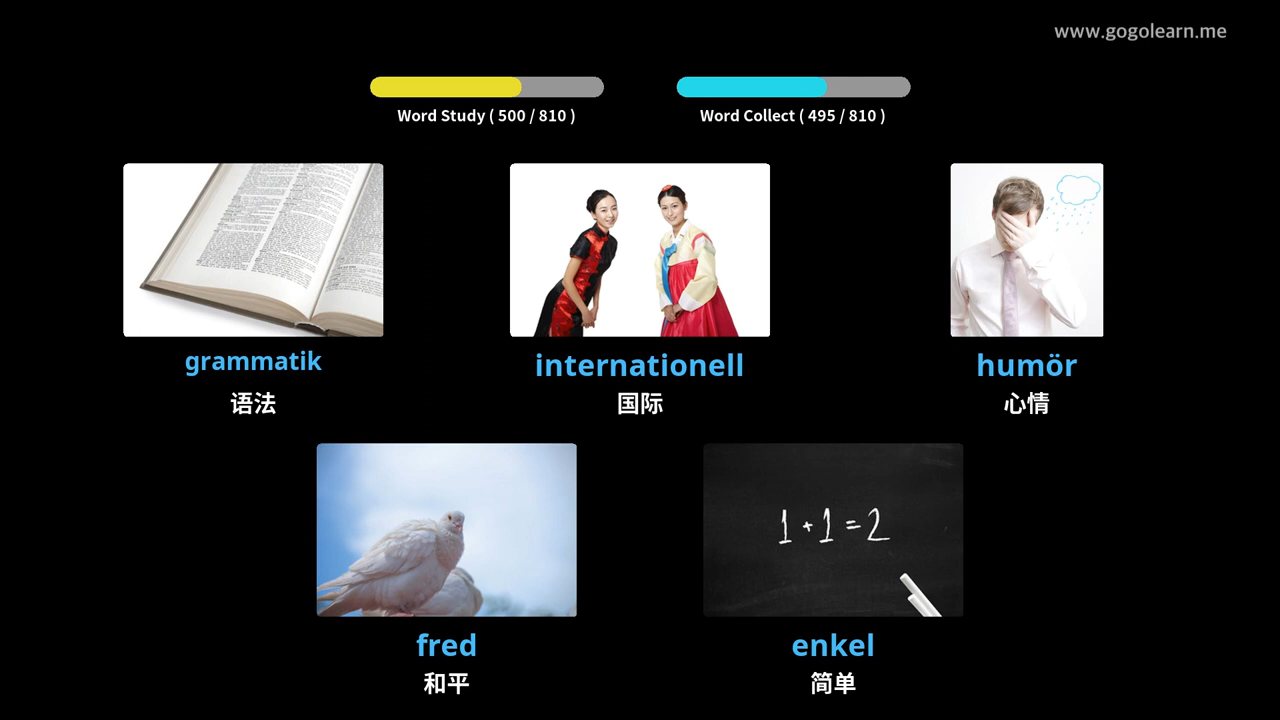 www.gogolearn.me
Word Study ( 500 / 810 )
Word Collect ( 495 / 810 )
grammatik
语法
internationell
国际
humör
心情
fred
和平
1 + 1 = 2
enkel
简单